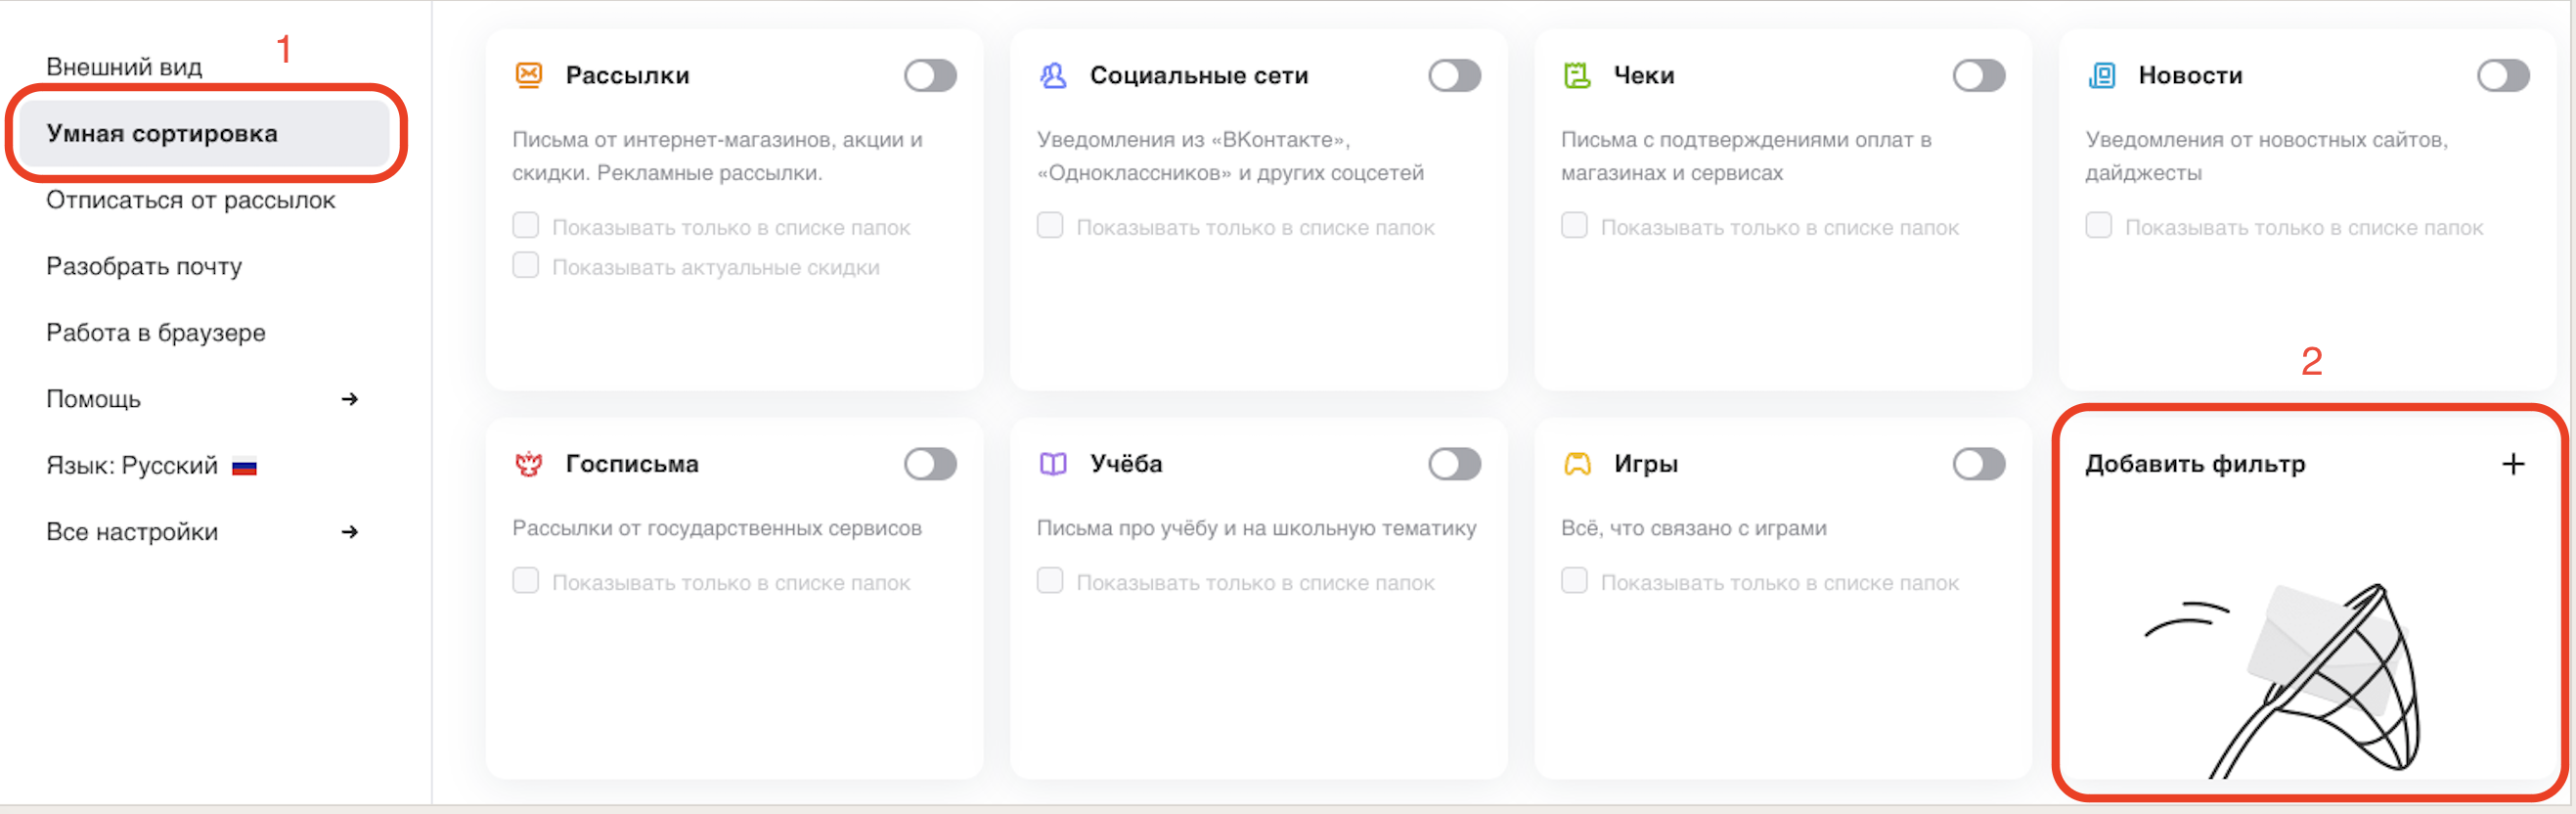 1
Внешний вид
Умная сортировка
Отписаться от рассылок
Разобрать почту
Работа в браузере
Помощь
Язык: Русский
Все настройки
Рассылки
Письма от интернет-магазинов, акции и
скидки. Рекламные рассылки.
Показывать только в списке папок
Показывать актуальные скидки
Социальные сети
Уведомления из «ВКонтакте»,
«Одноклассников» и других соцсетей
Показывать только в списке папок
Чеки
Письма с подтверждениями оплат в
магазинах и сервисах
Показывать только в списке папок
Новости
Уведомления от новостных сайтов,
дайджесты
Показывать только в списке папок
Госписьма
Рассылки от государственных сервисов
Показывать только в списке папок
Учёба
Письма про учёбу и на школьную тематику
Показывать только в списке папок
Игры
Всё, что связано с играми
Показывать только в списке папок
2
Добавить фильтр